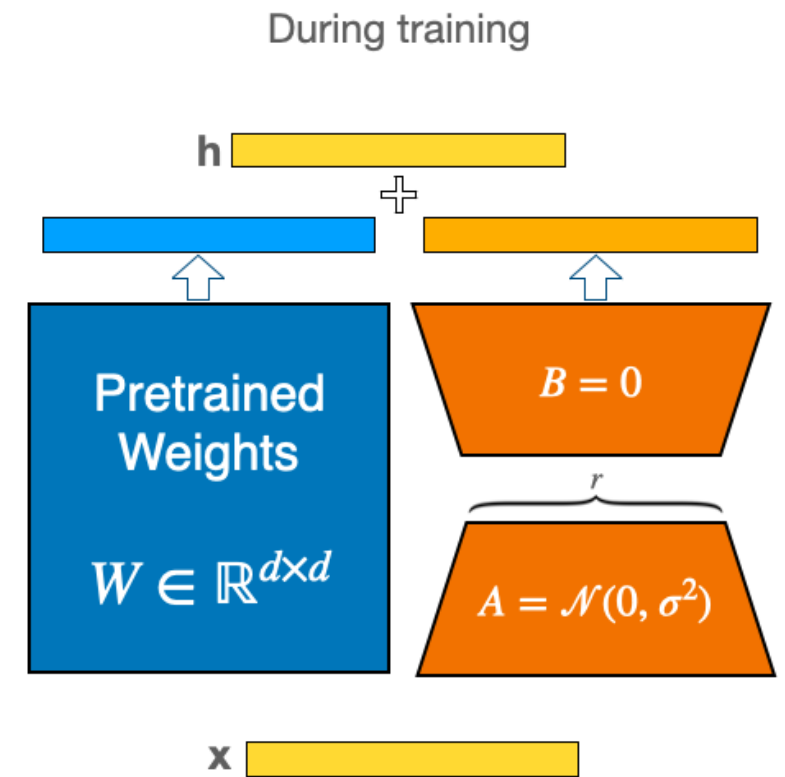 During training
h
Pretrained
Weights
W ∈ ℝ^{d×d}
B = 0
r
A = 𝒩(0, σ²)
x